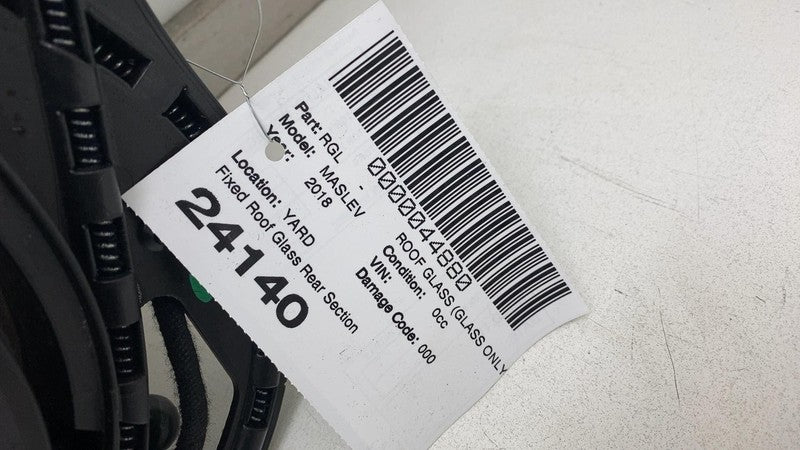 0000044880
Part: RGL - ROOF GLASS (GLASS ONLY
Model: MASLEV Condition: 0cc
Year: 2018 VIN:
Damage Code: 000
Location: YARD
Fixed Roof Glass Rear Section
24140